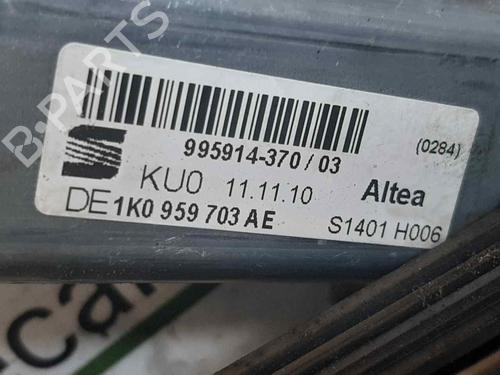 995914-370 / 03
(0284)
KU0 11.11.10 Altea
DE 1K0 959 703 AE
S1401 H006
B-PARTS